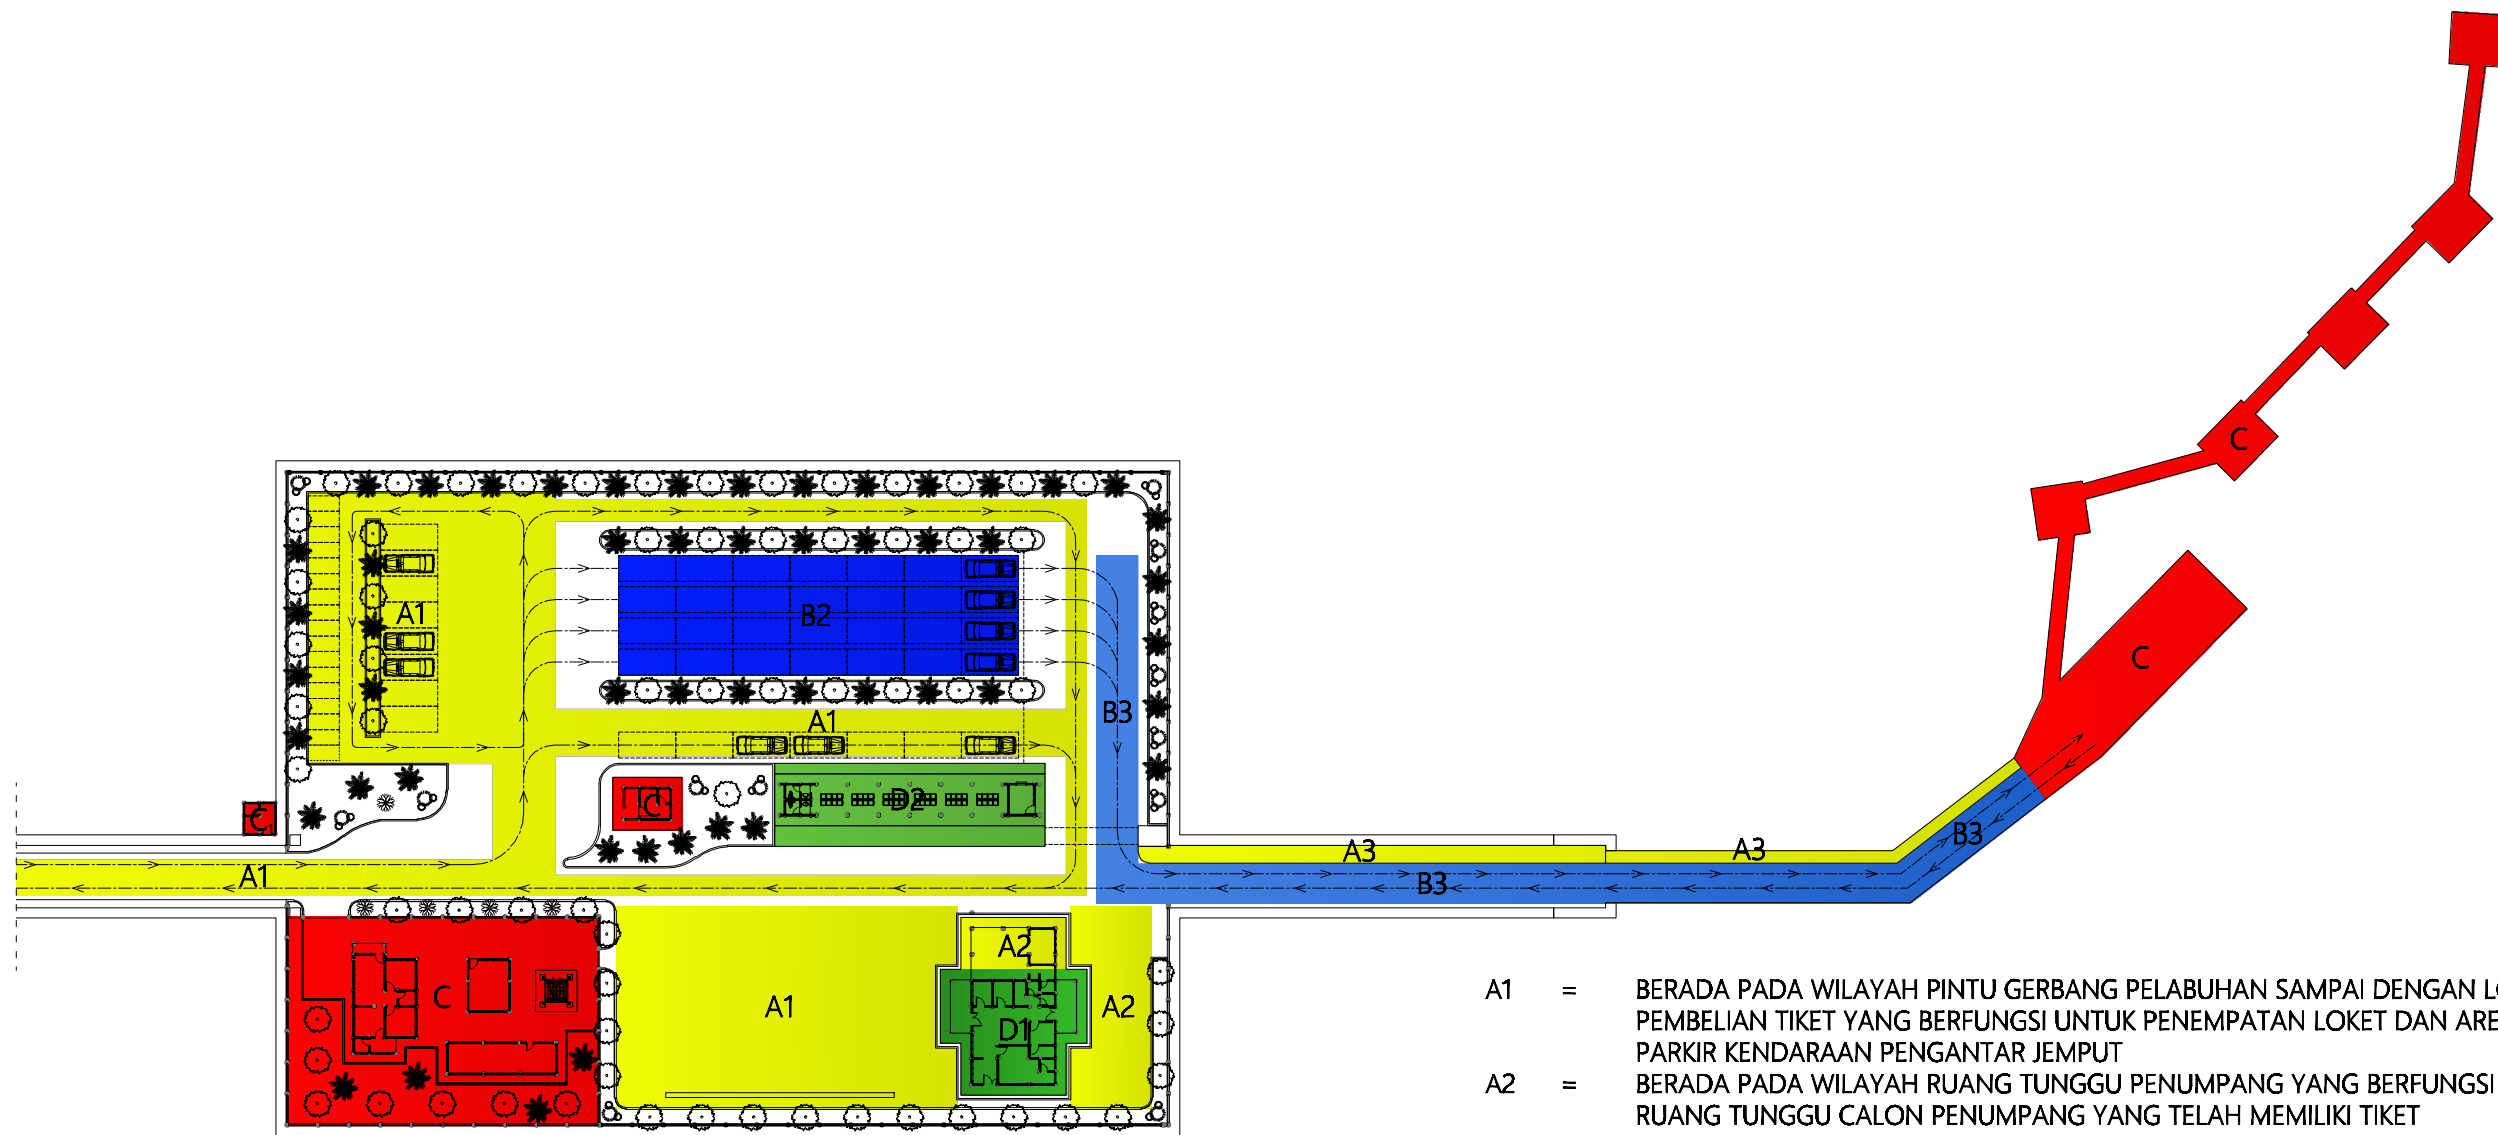 C
C
A1
B2
A1
B3
C
C
D2
C
A3
A3
B3
A1
B3
A2
C
A1
D1
A2
A1 = BERADA PADA WILAYAH PINTU GERBANG PELABUHAN SAMPAI DENGAN
PEMBELIAN TIKET YANG BERFUNGSI UNTUK PENEMPATAN LOKET DAN
PARKIR KENDARAAN PENGANTAR JEMPUT
A2 = BERADA PADA WILAYAH RUANG TUNGGU PENUMPANG YANG BERFUNGSI
RUANG TUNGGU CALON PENUMPANG YANG TELAH MEMILIKI TIKET